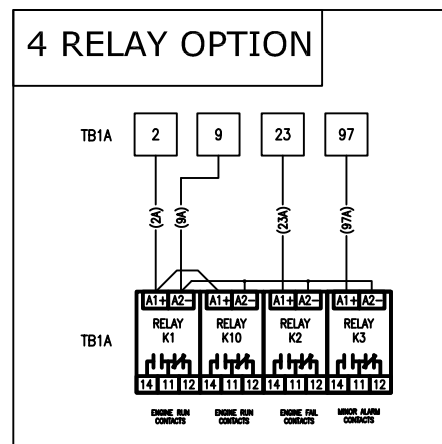 4 RELAY OPTION
TB1A 2 9 23 97
(2A) (9A) (23A) (97A)
A1+ A2- A1+ A2- A1+ A2- A1+ A2-
RELAY RELAY RELAY RELAY
TB1A K1 K10 K2 K3
14 11 12 14 11 12 14 11 12 14 11 12
ENGINE RUN ENGINE RUN ENGINE FAIL MINOR ALARM
CONTACTS CONTACTS CONTACTS CONTACTS